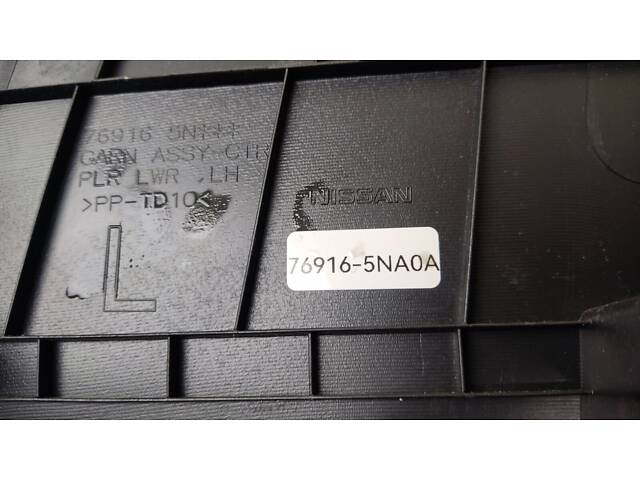 76916
GARN ASSY-CTR
PLR LWR ,LH
>PP-TD10<
L
NISSAN
76916-5NA0A